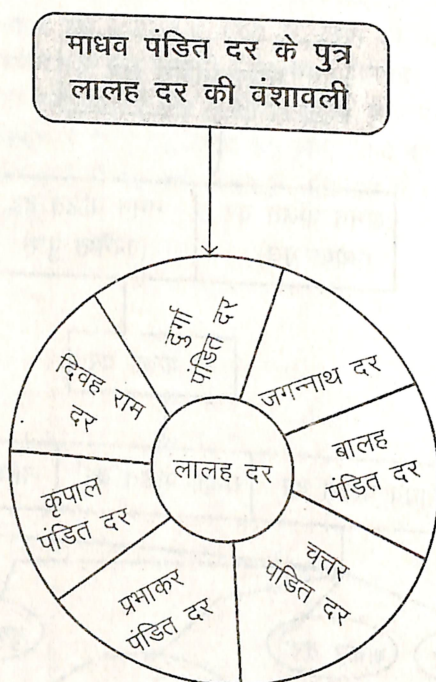 माधव पंडित दर के पुत्र
लालह दर की वंशावली
दुर्गा
पंडित दर
जगन्नाथ दर
बालह
पंडित दर
चत्तर
पंडित दर
प्रभाकर
पंडित दर
कृपाल
पंडित दर
दिवह राम
दर
लालह दर